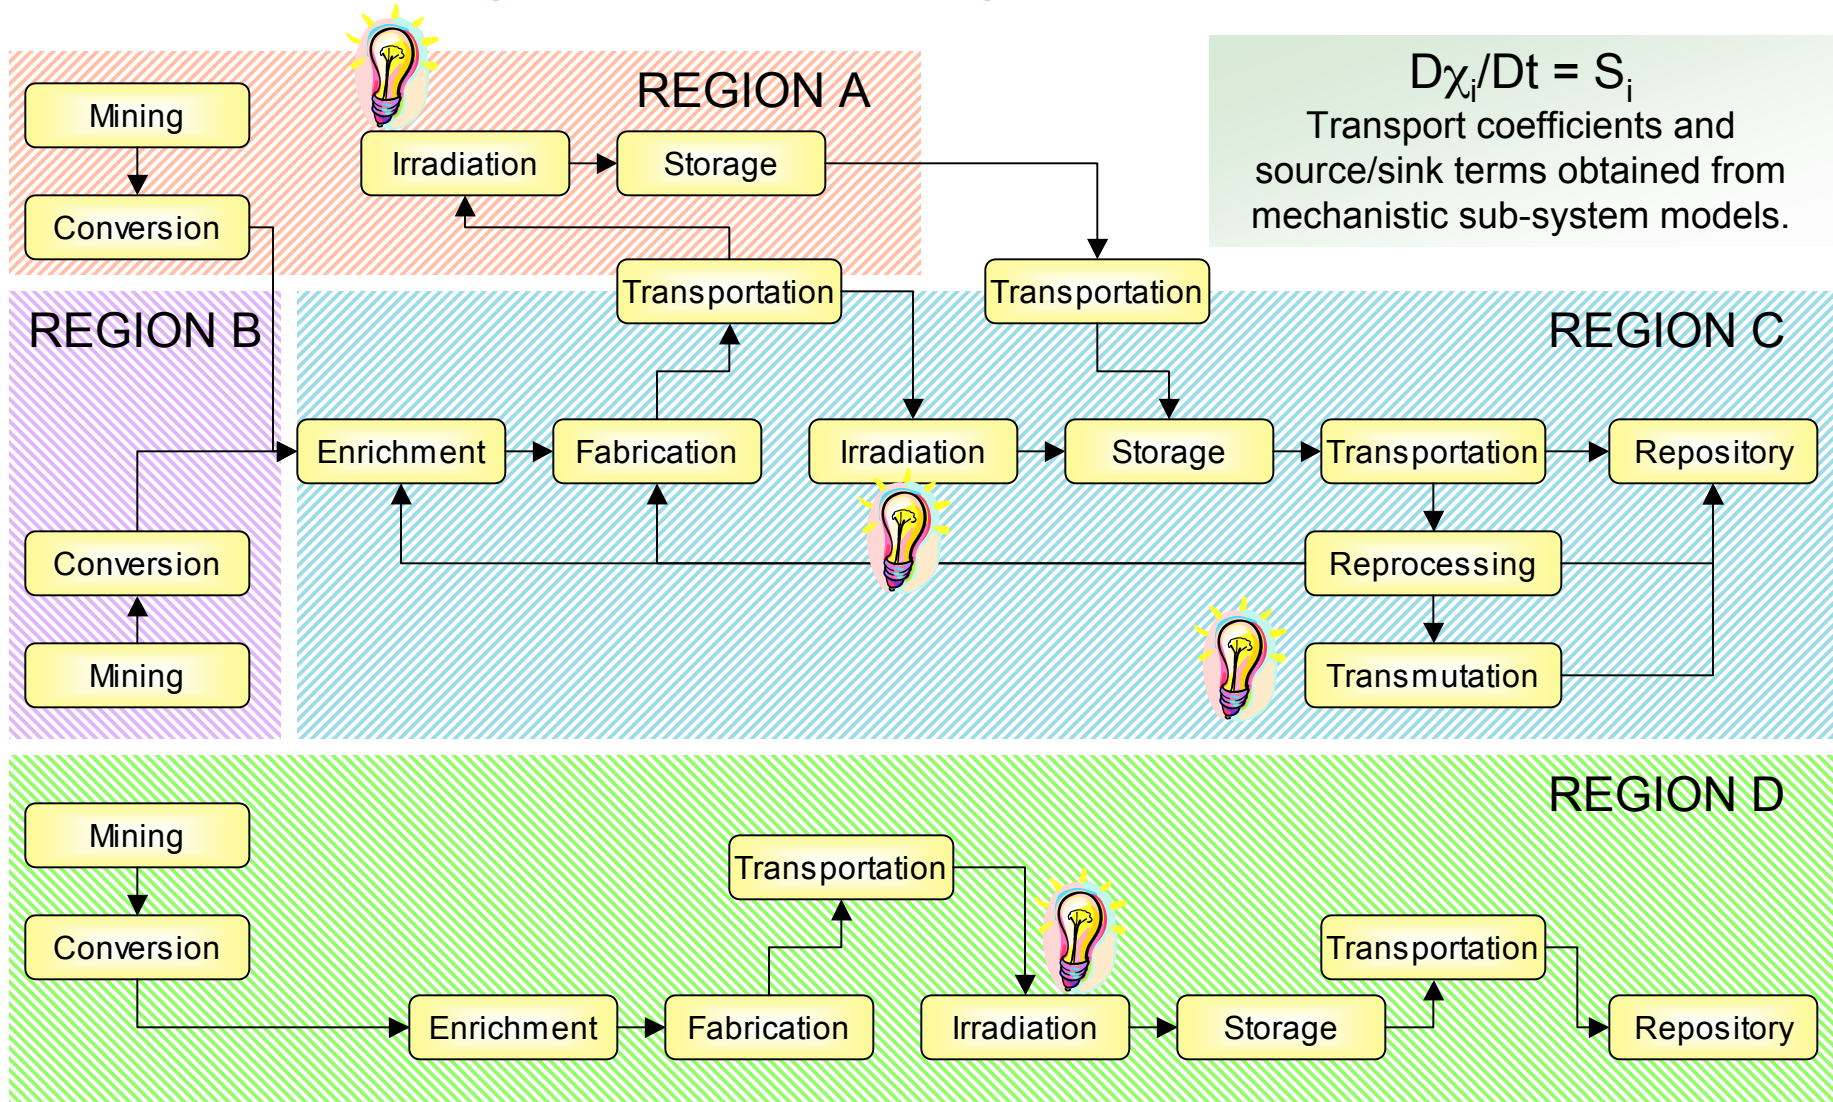 REGION A
Mining
Conversion
Irradiation
Storage
Dχi/Dt = Si
Transport coefficients and
source/sink terms obtained from
mechanistic sub-system models.
Transportation
Transportation
REGION B
REGION C
Enrichment
Fabrication
Irradiation
Storage
Transportation
Repository
Conversion
Mining
Reprocessing
Transmutation
REGION D
Mining
Conversion
Transportation
Enrichment
Fabrication
Irradiation
Storage
Transportation
Repository